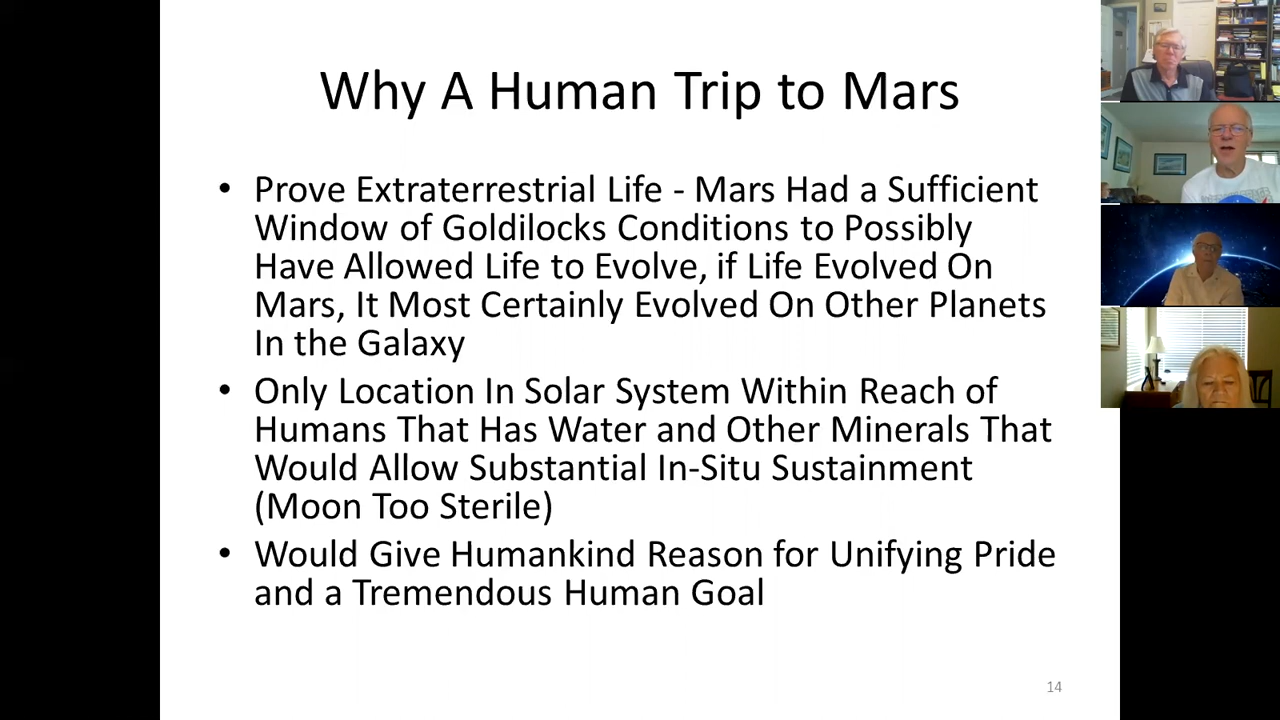 Why A Human Trip to Mars
• Prove Extraterrestrial Life - Mars Had a Sufficient
Window of Goldilocks Conditions to Possibly
Have Allowed Life to Evolve, if Life Evolved On
Mars, It Most Certainly Evolved On Other Planets
In the Galaxy
• Only Location In Solar System Within Reach of
Humans That Has Water and Other Minerals That
Would Allow Substantial In-Situ Sustainment
(Moon Too Sterile)
• Would Give Humankind Reason for Unifying Pride
and a Tremendous Human Goal
14